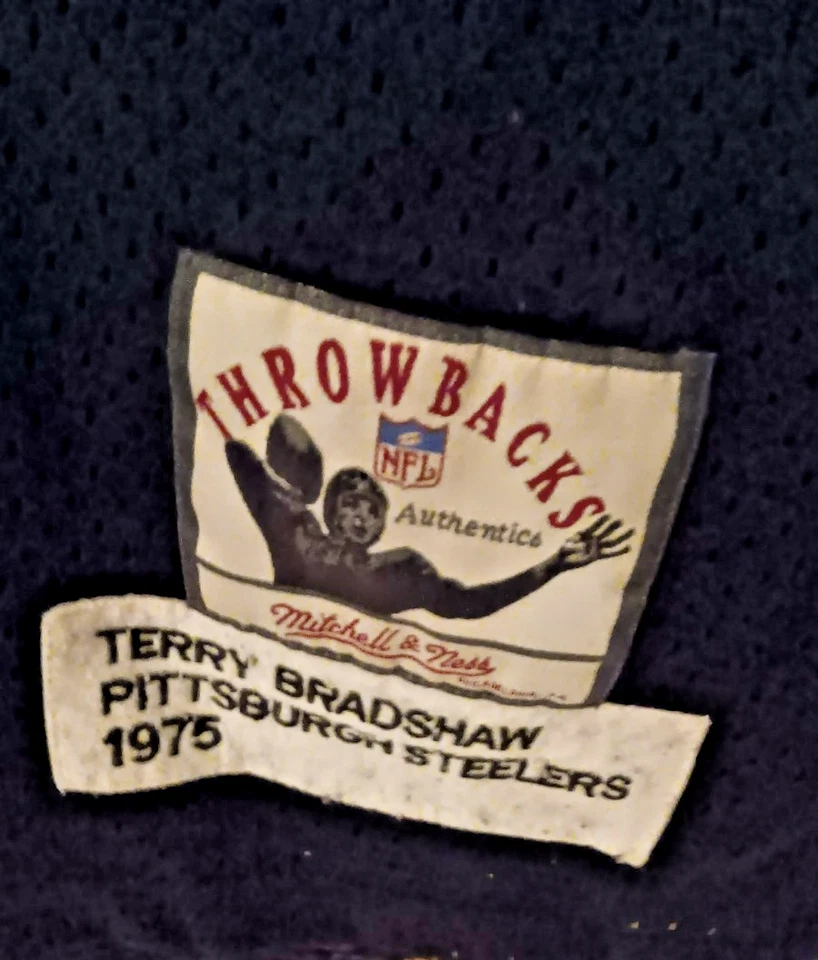 THROWBACKS
NFL
Authentics
Mitchell & Ness
TERRY BRADSHAW
PITTSBURGH STEELERS
1975